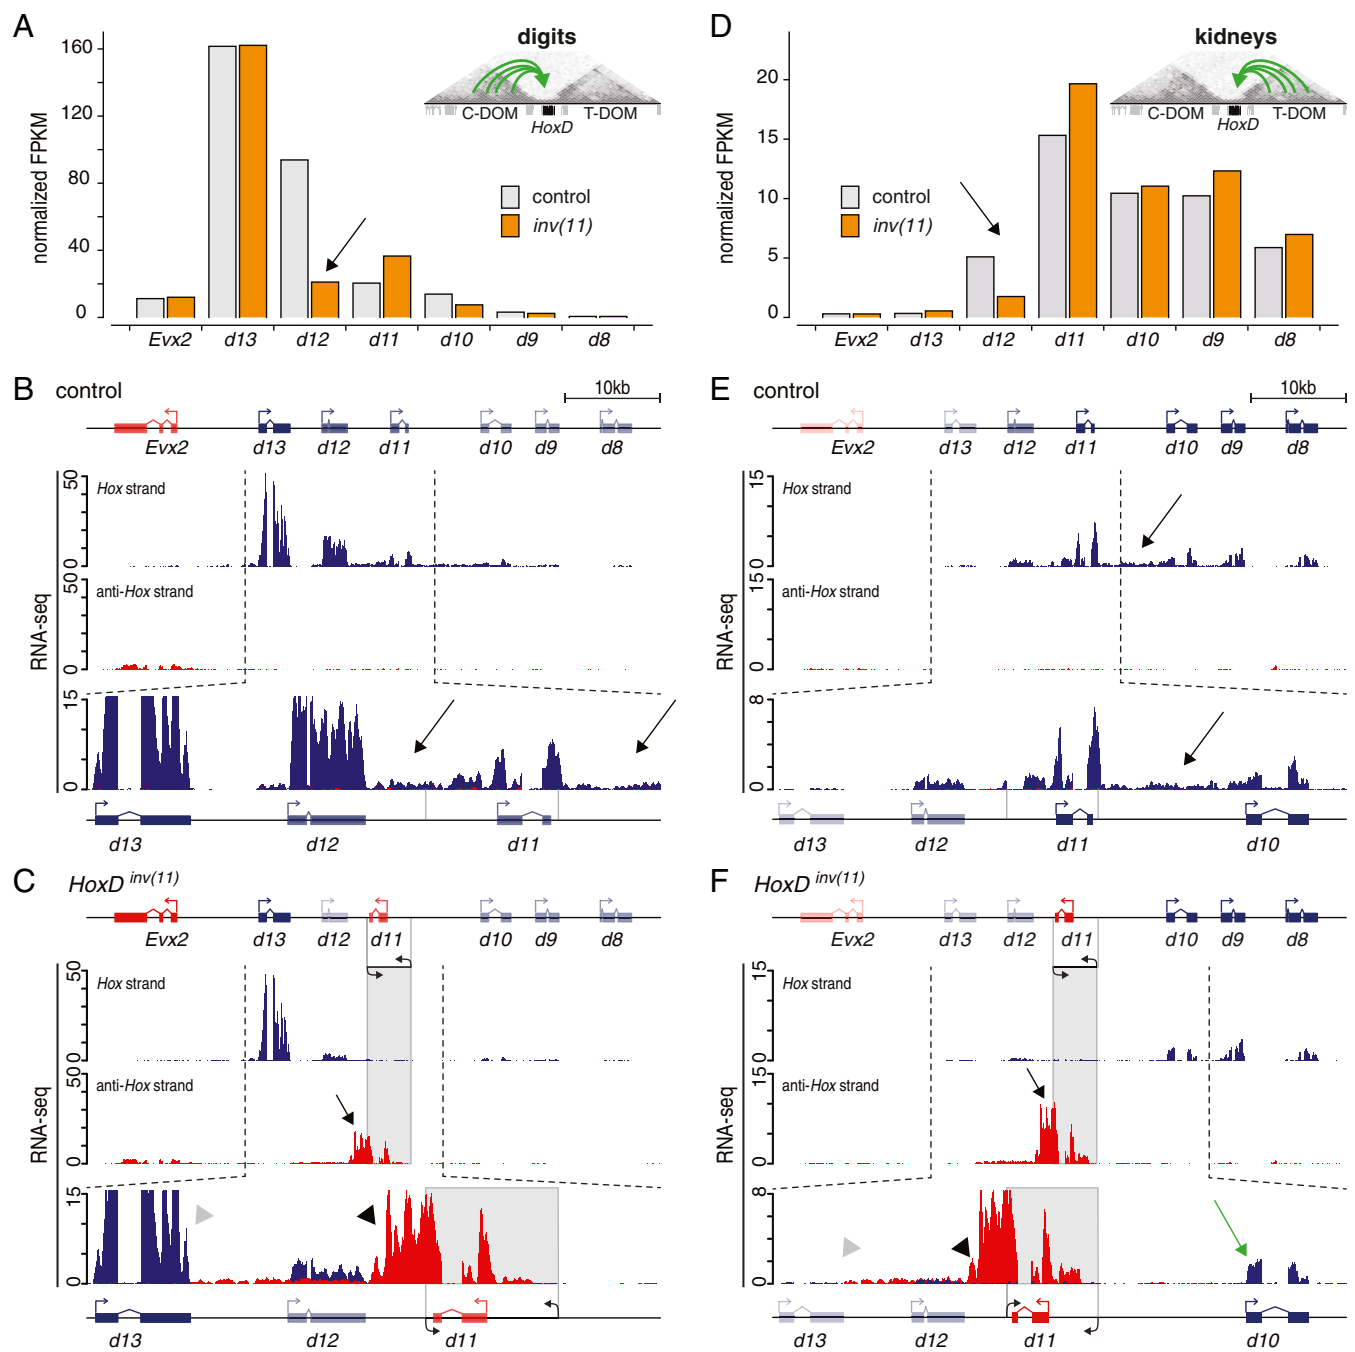 A
digits
C-DOM
T-DOM
HoxD
normalized FPKM
160
120
80
40
0
control
inv(11)
Evx2 d13 d12 d11 d10 d9 d8
D
kidneys
C-DOM
T-DOM
HoxD
normalized FPKM
20
15
10
5
0
control
inv(11)
Evx2 d13 d12 d11 d10 d9 d8
B control
10kb
Evx2 d13 d12 d11 d10 d9 d8
RNA-seq
50
0
Hox strand
50
0
anti-Hox strand
15
0
d13 d12 d11
E control
10kb
Evx2 d13 d12 d11 d10 d9 d8
RNA-seq
15
0
Hox strand
15
0
anti-Hox strand
8
0
d13 d12 d11 d10
C HoxD inv(11)
Evx2 d13 d12 d11 d10 d9 d8
RNA-seq
50
0
Hox strand
50
0
anti-Hox strand
15
0
d13 d12 d11
F HoxD inv(11)
Evx2 d13 d12 d11 d10 d9 d8
RNA-seq
15
0
Hox strand
15
0
anti-Hox strand
8
0
d13 d12 d11 d10